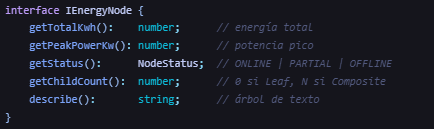 interface IEnergyNode {
getTotalKwh(): number; // energía total
getPeakPowerKw(): number; // potencia pico
getStatus(): NodeStatus; // ONLINE | PARTIAL | OFFLINE
getChildCount(): number; // 0 si Leaf, N si Composite
describe(): string; // árbol de texto
}